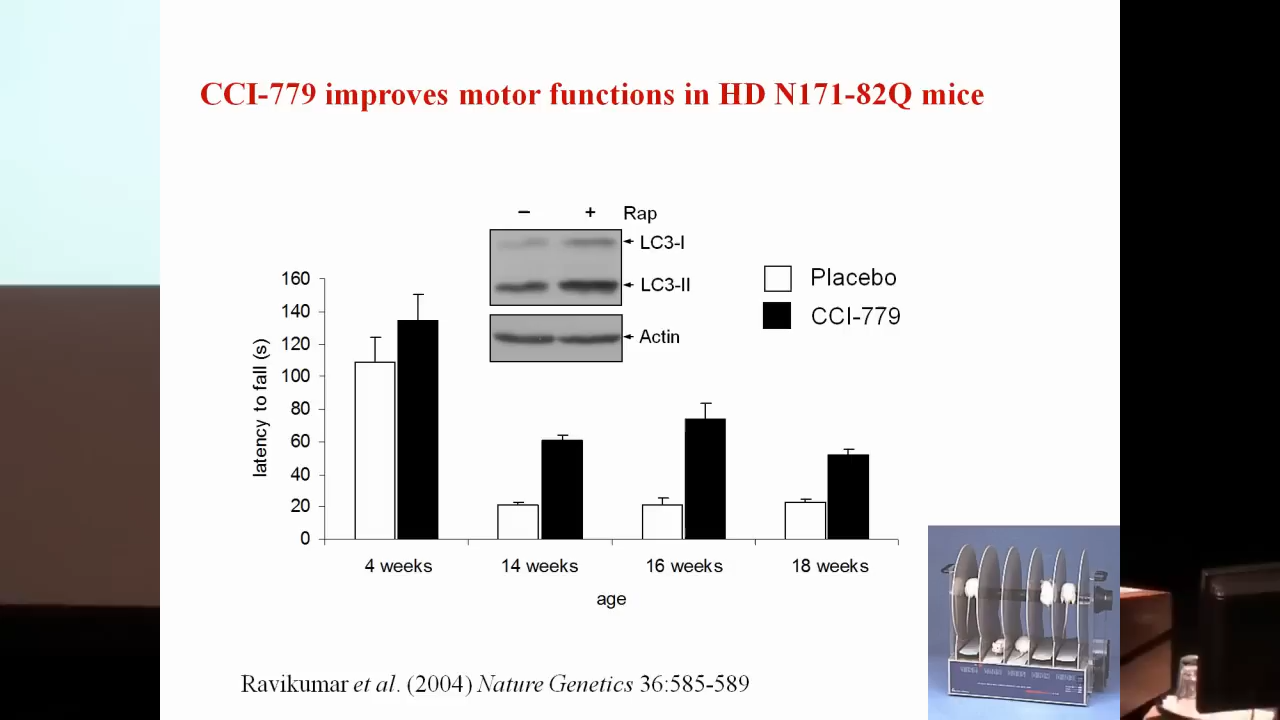 CCI-779 improves motor functions in HD N171-82Q mice
− + Rap
LC3-I
LC3-II
Actin
Placebo
CCI-779
160
140
120
100
80
60
40
20
0
latency to fall (s)
4 weeks 14 weeks 16 weeks 18 weeks
age
Ravikumar et al. (2004) Nature Genetics 36:585-589